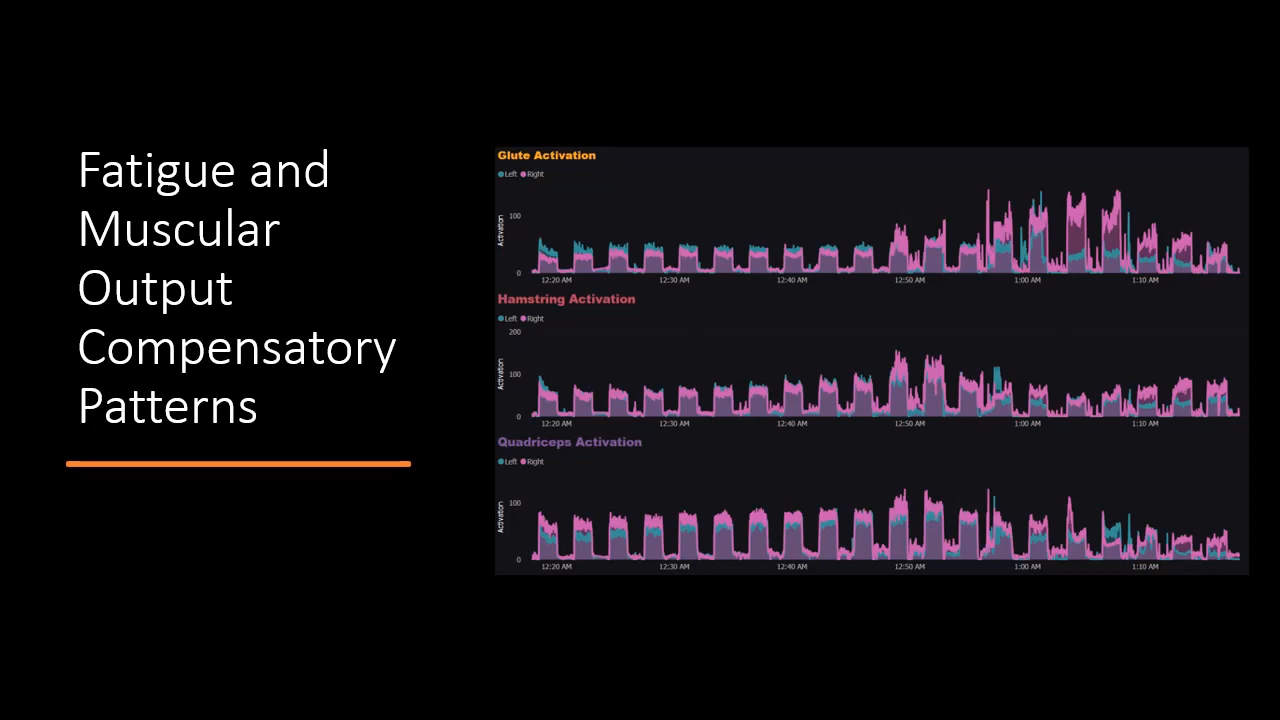 Fatigue and
Muscular
Output
Compensatory
Patterns
Glute Activation
Left Right
Activation
100
0
12:20 AM 12:30 AM 12:40 AM 12:50 AM 1:00 AM 1:10 AM
Hamstring Activation
Left Right
Activation
200
100
0
12:20 AM 12:30 AM 12:40 AM 12:50 AM 1:00 AM 1:10 AM
Quadriceps Activation
Left Right
Activation
100
0
12:20 AM 12:30 AM 12:40 AM 12:50 AM 1:00 AM 1:10 AM